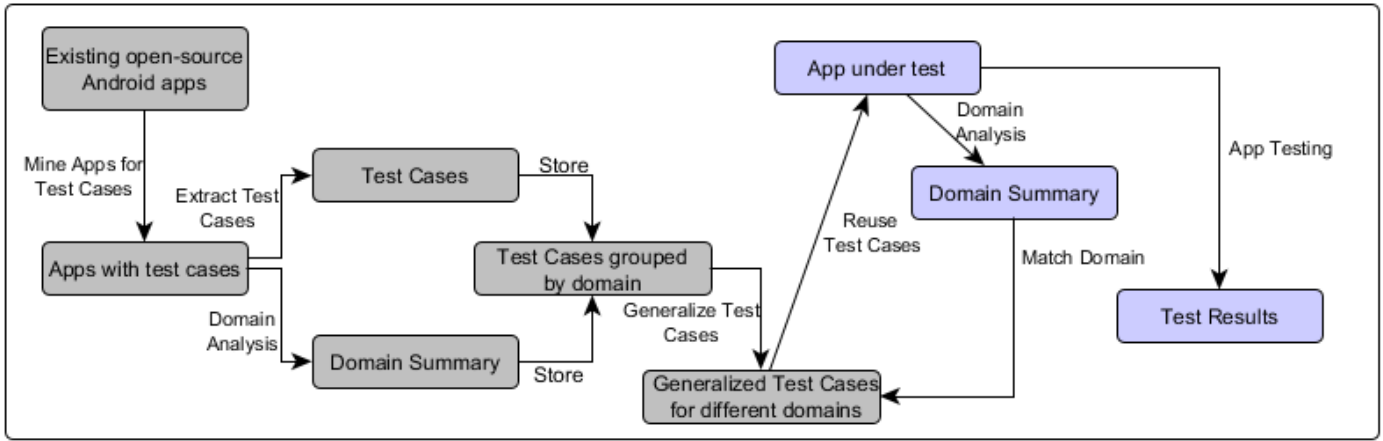 Existing open-source
Android apps
Mine Apps for
Test Cases
Apps with test cases
Extract Test
Cases
Domain
Analysis
Test Cases
Store
Domain Summary
Store
Test Cases grouped
by domain
Generalize Test
Cases
Generalized Test Cases
for different domains
Reuse
Test Cases
App under test
Domain
Analysis
Domain Summary
Match Domain
App Testing
Test Results